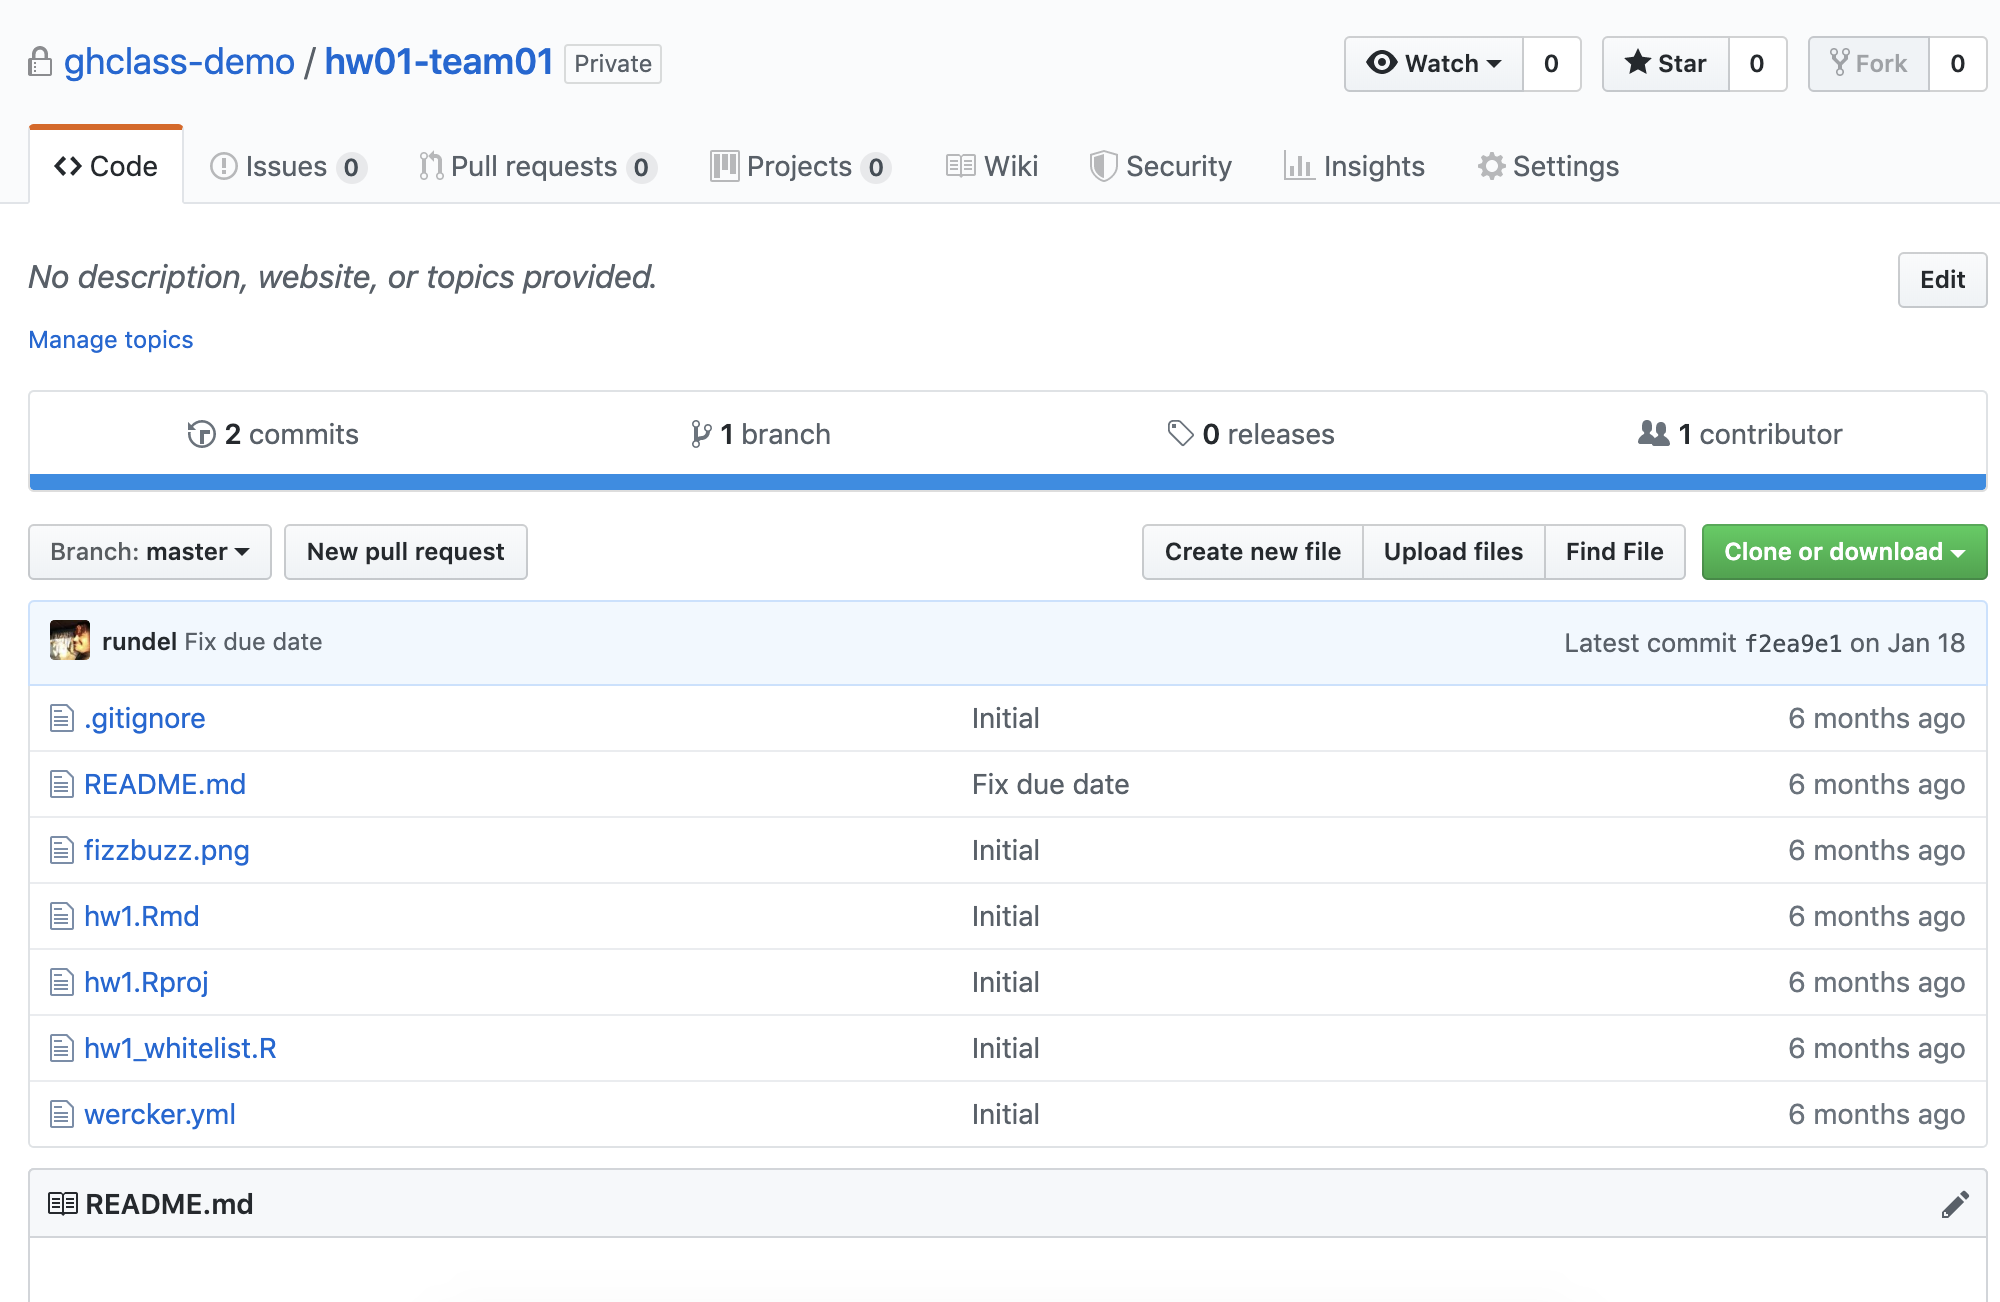 ghclass-demo / hw01-team01 Private Watch 0 Star 0 Fork 0
Code Issues 0 Pull requests 0 Projects 0 Wiki Security Insights Settings
No description, website, or topics provided. Edit
Manage topics
2 commits 1 branch 0 releases 1 contributor
Branch: master New pull request Create new file Upload files Find File Clone or download
rundel Fix due date Latest commit f2ea9e1 on Jan 18
.gitignore Initial 6 months ago
README.md Fix due date 6 months ago
fizzbuzz.png Initial 6 months ago
hw1.Rmd Initial 6 months ago
hw1.Rproj Initial 6 months ago
hw1_whitelist.R Initial 6 months ago
wercker.yml Initial 6 months ago
README.md